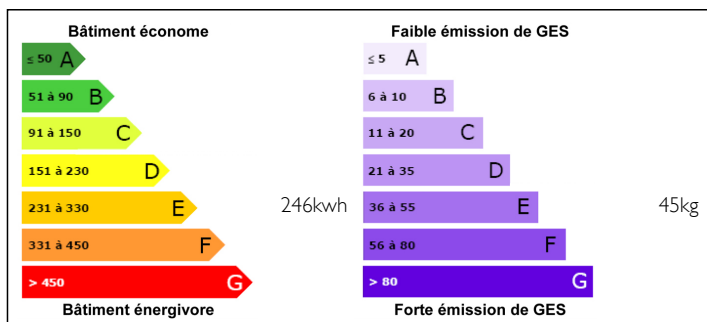 Bâtiment économe
≤ 50 A
51 à 90 B
91 à 150 C
151 à 230 D
231 à 330 E
246kwh
331 à 450 F
> 450 G
Bâtiment énergivore
Faible émission de GES
≤ 5 A
6 à 10 B
11 à 20 C
21 à 35 D
36 à 55 E
45kg
56 à 80 F
> 80 G
Forte émission de GES